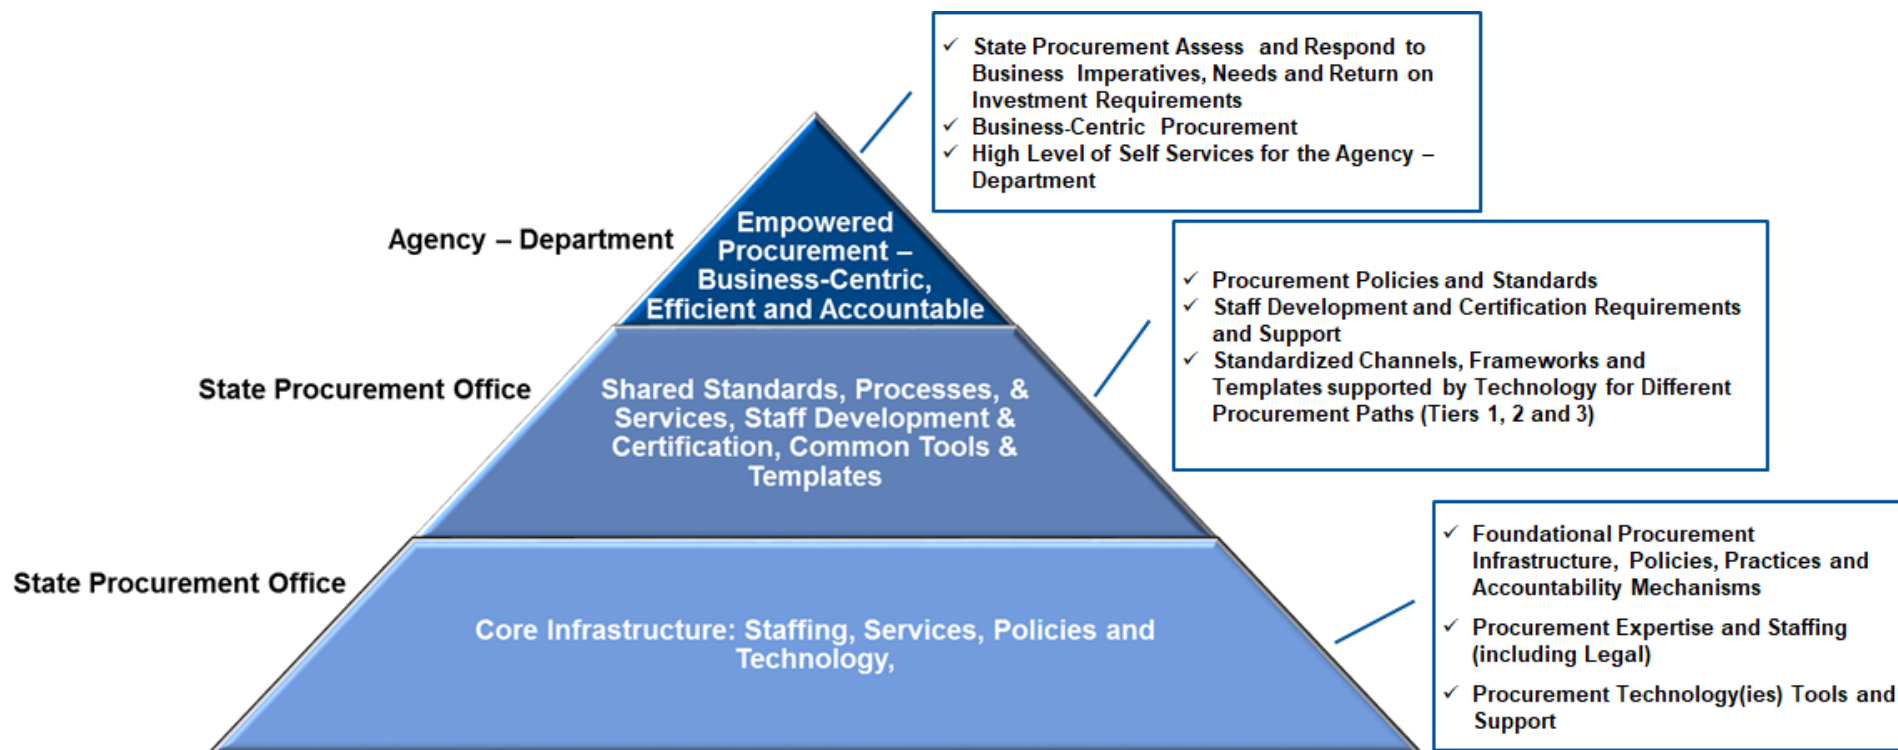 State Procurement Assess and Respond to
Business Imperatives, Needs and Return on
Investment Requirements
Business-Centric Procurement
High Level of Self Services for the Agency –
Department
Agency – Department
Empowered
Procurement –
Business-Centric,
Efficient and Accountable
Procurement Policies and Standards
Staff Development and Certification Requirements
and Support
Standardized Channels, Frameworks and
Templates supported by Technology for Different
Procurement Paths (Tiers 1, 2 and 3)
State Procurement Office
Shared Standards, Processes, &
Services, Staff Development &
Certification, Common Tools &
Templates
State Procurement Office
Core Infrastructure: Staffing, Services, Policies and
Technology,
Foundational Procurement
Infrastructure, Policies, Practices and
Accountability Mechanisms
Procurement Expertise and Staffing
(including Legal)
Procurement Technology(ies) Tools and
Support